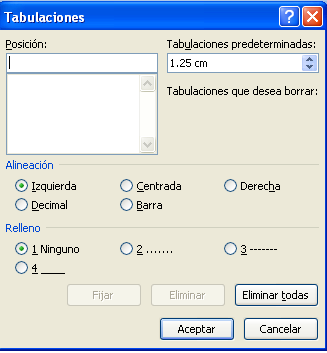 Tabulaciones
Posición:
Tabulaciones predeterminadas:
1.25 cm
Tabulaciones que desea borrar:
Alineación
Izquierda Centrada Derecha
Decimal Barra
Relleno
1 Ninguno 2 ....... 3 -------
4 ____
Fijar Eliminar Eliminar todas
Aceptar Cancelar